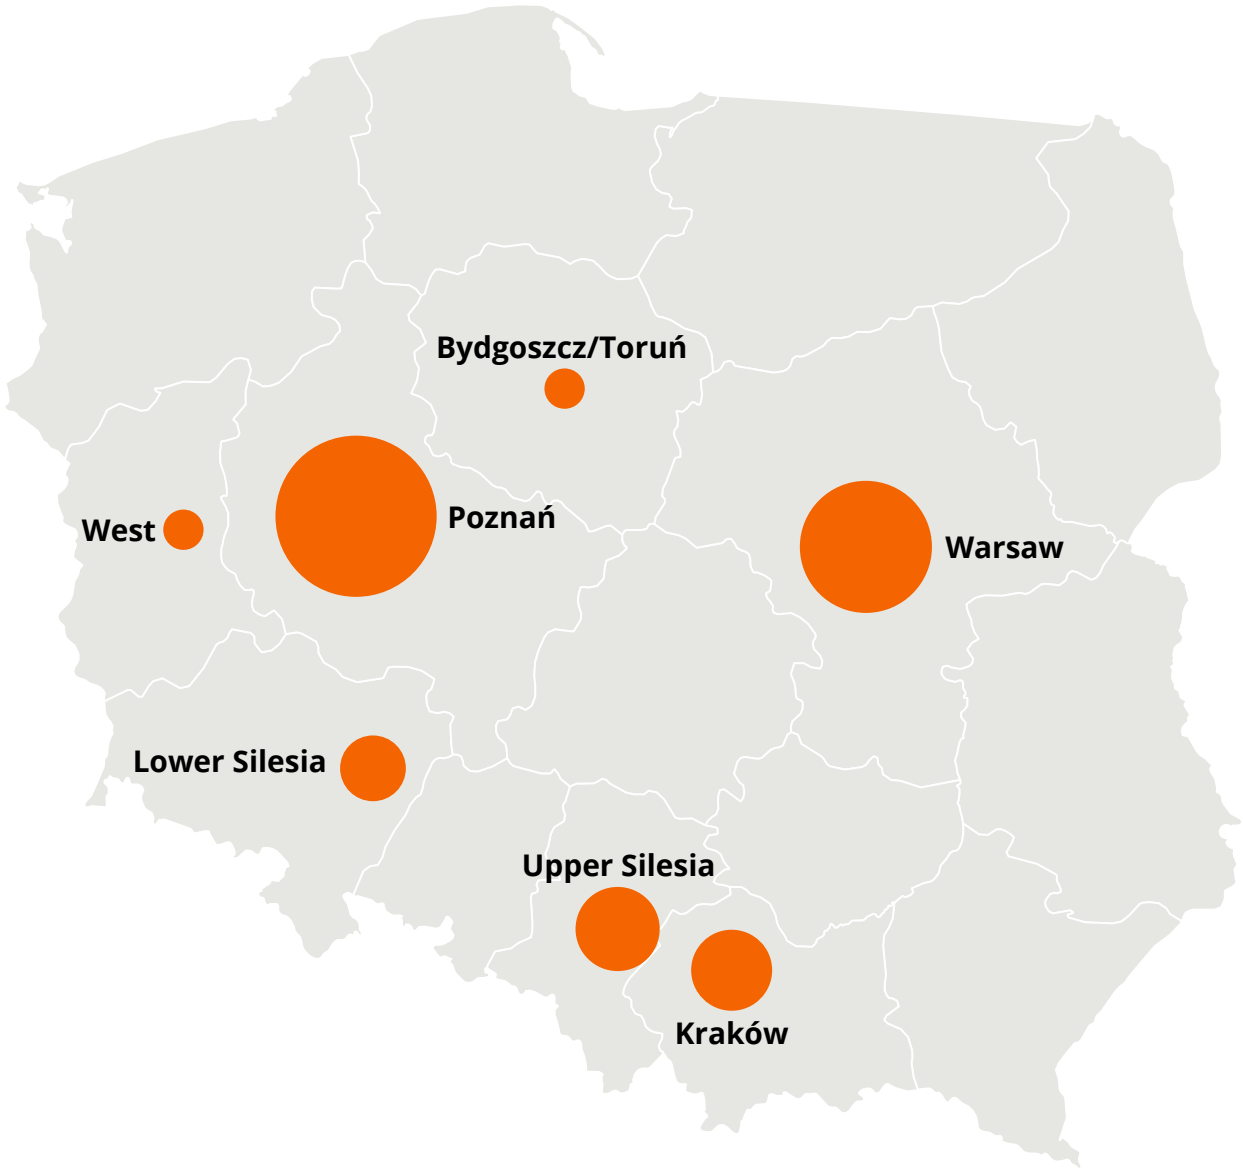 Bydgoszcz/Toruń
Poznań
West
Warsaw
Lower Silesia
Upper Silesia
Kraków